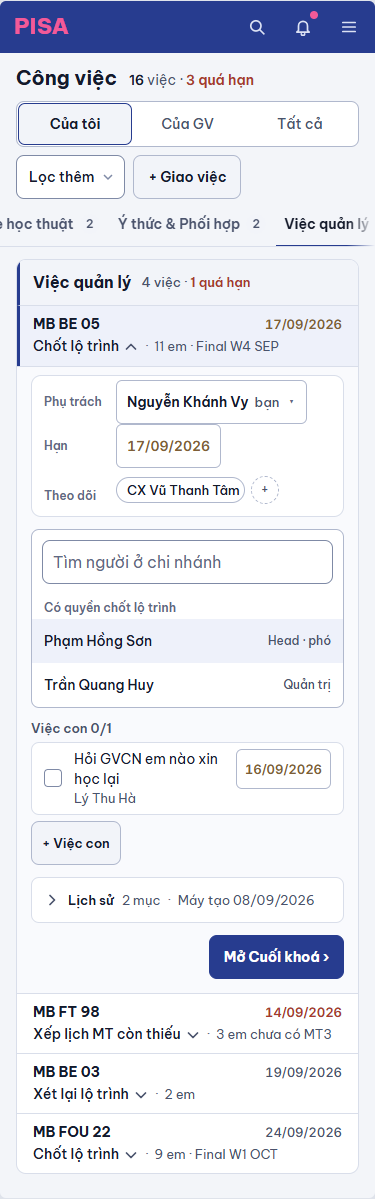 PISA
Công việc 16 việc · 3 quá hạn
Của tôi Của GV Tất cả
Lọc thêm + Giao việc
học thuật 2 Ý thức & Phối hợp 2 Việc quản lý
Việc quản lý 4 việc · 1 quá hạn
MB BE 05 17/09/2026
Chốt lộ trình · 11 em · Final W4 SEP
Phụ trách Nguyễn Khánh Vy bạn
Hạn 17/09/2026
Theo dõi CX Vũ Thanh Tâm +
Tìm người ở chi nhánh
Có quyền chốt lộ trình
Phạm Hồng Sơn Head · phó
Trần Quang Huy Quản trị
Việc con 0/1
Hỏi GVCN em nào xin 16/09/2026
học lại
Lý Thu Hà
+ Việc con
Lịch sử 2 mục · Máy tạo 08/09/2026
Mở Cuối khoá ›
MB FT 98 14/09/2026
Xếp lịch MT còn thiếu · 3 em chưa có MT3
MB BE 03 19/09/2026
Xét lại lộ trình · 2 em
MB FOU 22 24/09/2026
Chốt lộ trình · 9 em · Final W1 OCT